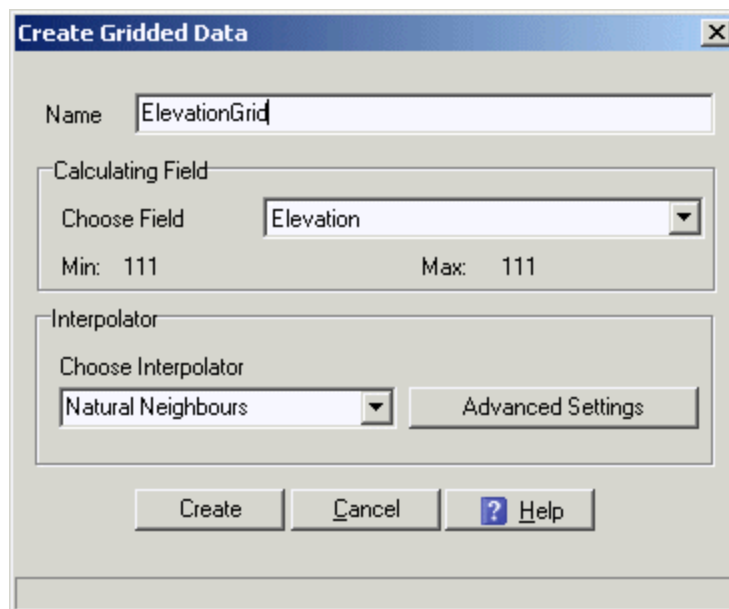 Create Gridded Data
Name ElevationGrid
Calculating Field
Choose Field Elevation
Min: 111 Max: 111
Interpolator
Choose Interpolator
Natural Neighbours Advanced Settings
Create Cancel ? Help